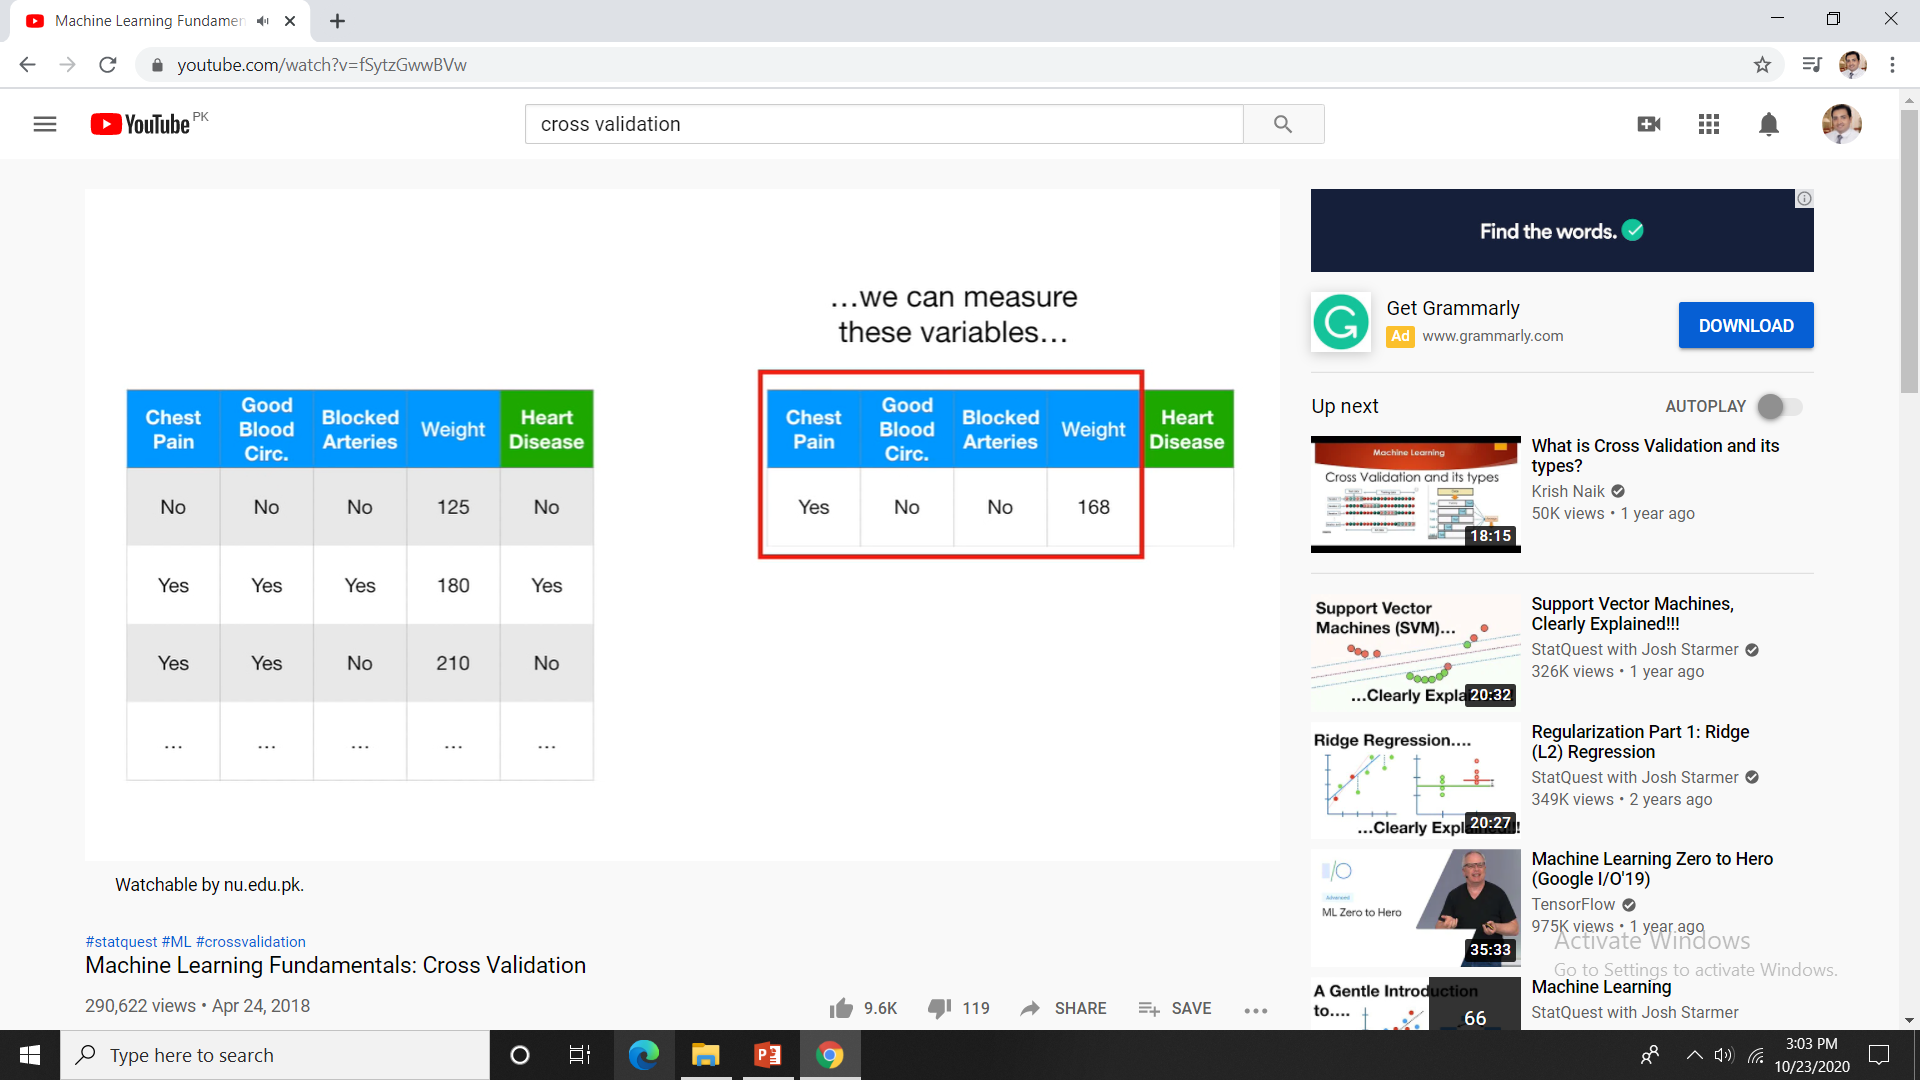 Machine Learning Fundamen
youtube.com/watch?v=fSytzGwwBVw
YouTube PK
cross validation
…we can measure
these variables…
Chest Pain Good Blood Circ. Blocked Arteries Weight Heart Disease
No No No 125 No
Yes Yes Yes 180 Yes
Yes Yes No 210 No
... ... ... ... ...
Chest Pain Good Blood Circ. Blocked Arteries Weight Heart Disease
Yes No No 168
Watchable by nu.edu.pk.
#statquest #ML #crossvalidation
Machine Learning Fundamentals: Cross Validation
290,622 views • Apr 24, 2018
9.6K 119 SHARE SAVE
Find the words.
Get Grammarly
Ad www.grammarly.com
DOWNLOAD
Up next AUTOPLAY
Machine Learning
Cross Validation and its types
18:15
What is Cross Validation and its
types?
Krish Naik
50K views • 1 year ago
Support Vector
Machines (SVM)…
…Clearly Expla
20:32
Support Vector Machines,
Clearly Explained!!!
StatQuest with Josh Starmer
326K views • 1 year ago
Ridge Regression….
…Clearly Expl
20:27
Regularization Part 1: Ridge
(L2) Regression
StatQuest with Josh Starmer
349K views • 2 years ago
I/O
ML Zero to Hero
35:33
Machine Learning Zero to Hero
(Google I/O'19)
TensorFlow
975K views • 1 year ago
Activate Windows
Go to Settings to activate Windows.
A Gentle Introduction
to….
66
Machine Learning
StatQuest with Josh Starmer
Type here to search
3:03 PM
10/23/2020